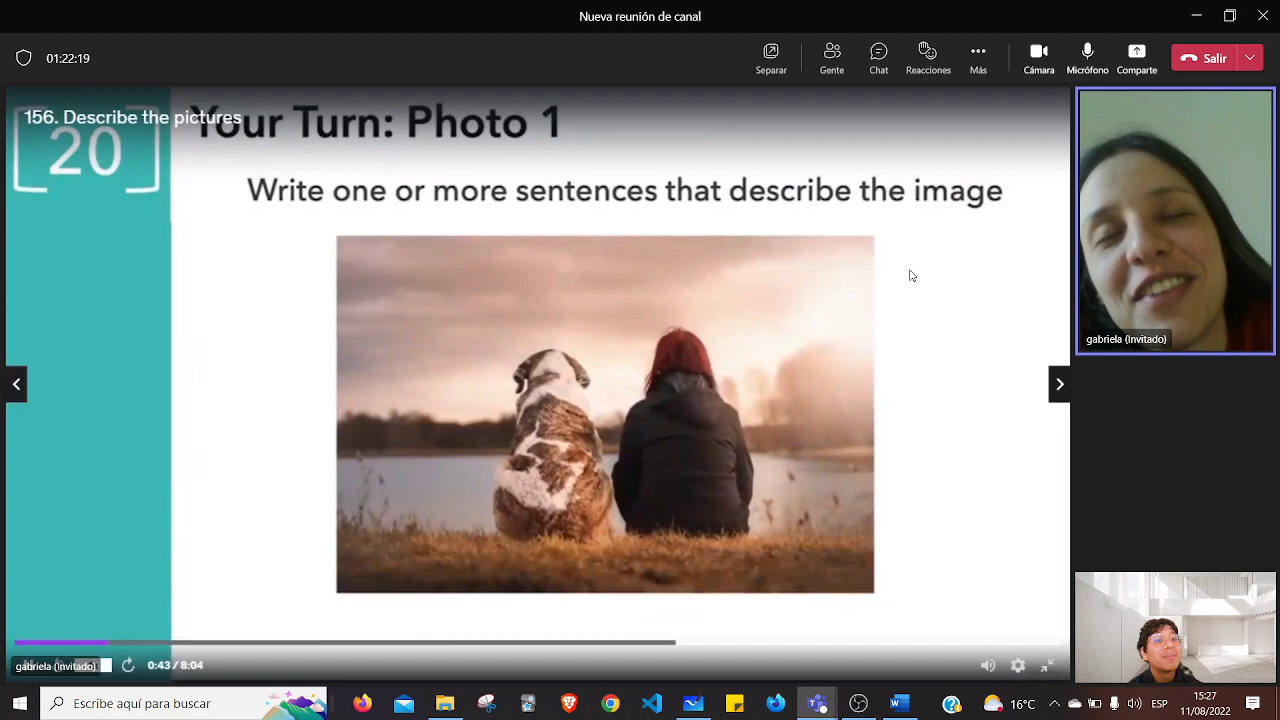 Nueva reunión de canal
01:22:19
Separar
Gente
Chat
Reacciones
Más
Cámara
Micrófono
Comparte
Salir
156. Describe the pictures
[20]
Your Turn: Photo 1
Write one or more sentences that describe the image
gabriela (Invitado)
gabriela (Invitado)
0:43 / 8:04
Escribe aquí para buscar
16°C
ESP
15:27
11/08/2022